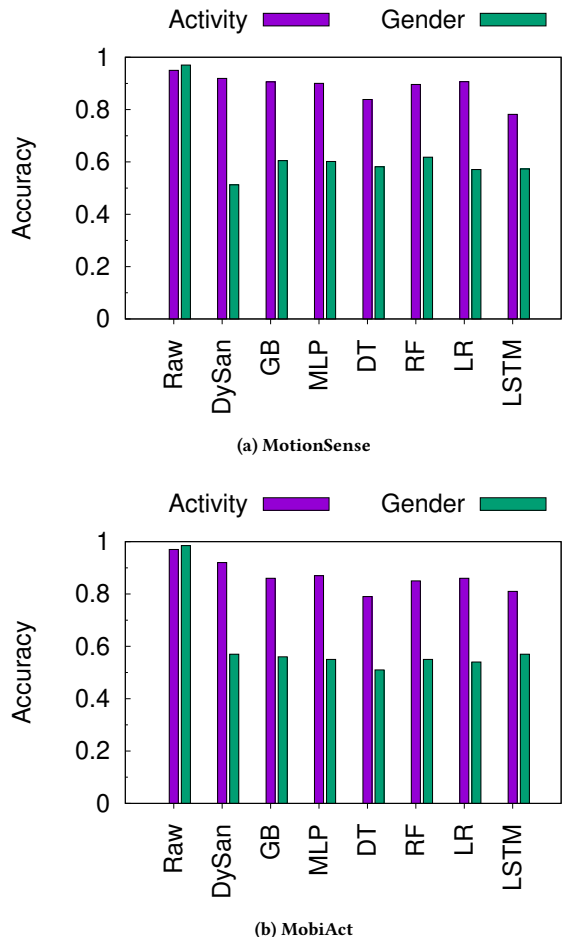 Activity Gender
1
0.8
0.6
0.4
0.2
0
Accuracy
Raw DySan GB MLP DT RF LR LSTM
(a) MotionSense
Activity Gender
1
0.8
0.6
0.4
0.2
0
Accuracy
Raw DySan GB MLP DT RF LR LSTM
(b) MobiAct